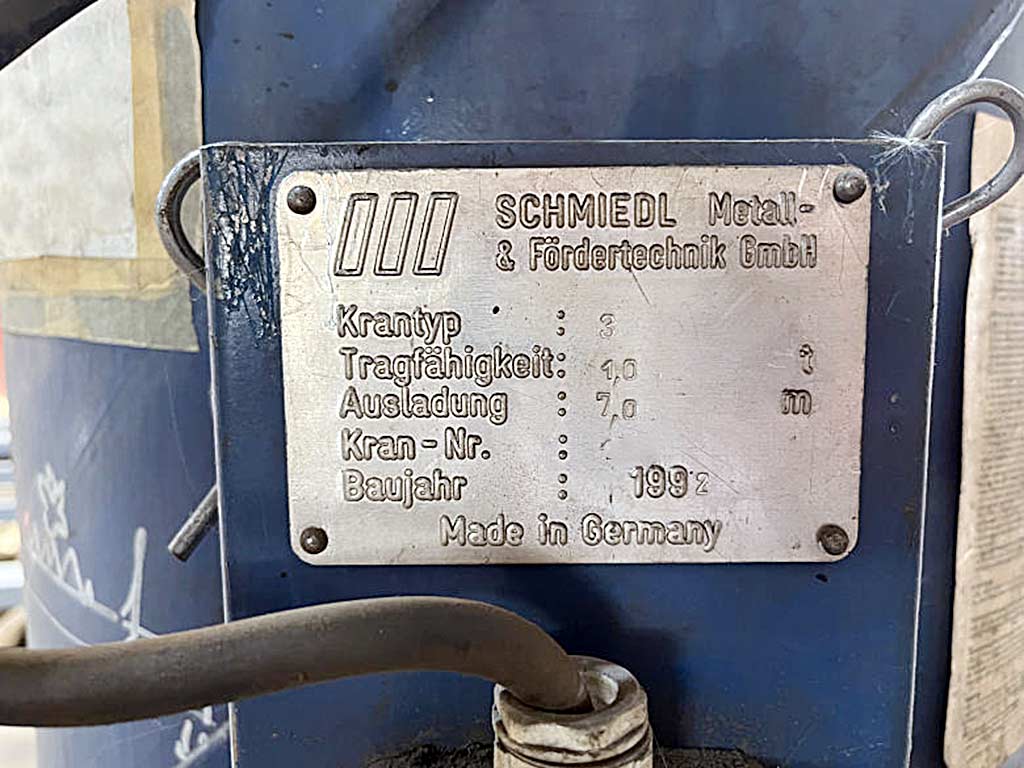 SCHMIEDL Metall-
& Fördertechnik GmbH
Krantyp : 3
Tragfähigkeit: 1,0 t
Ausladung : 7,0 m
Kran-Nr. :
Baujahr : 1992
Made in Germany